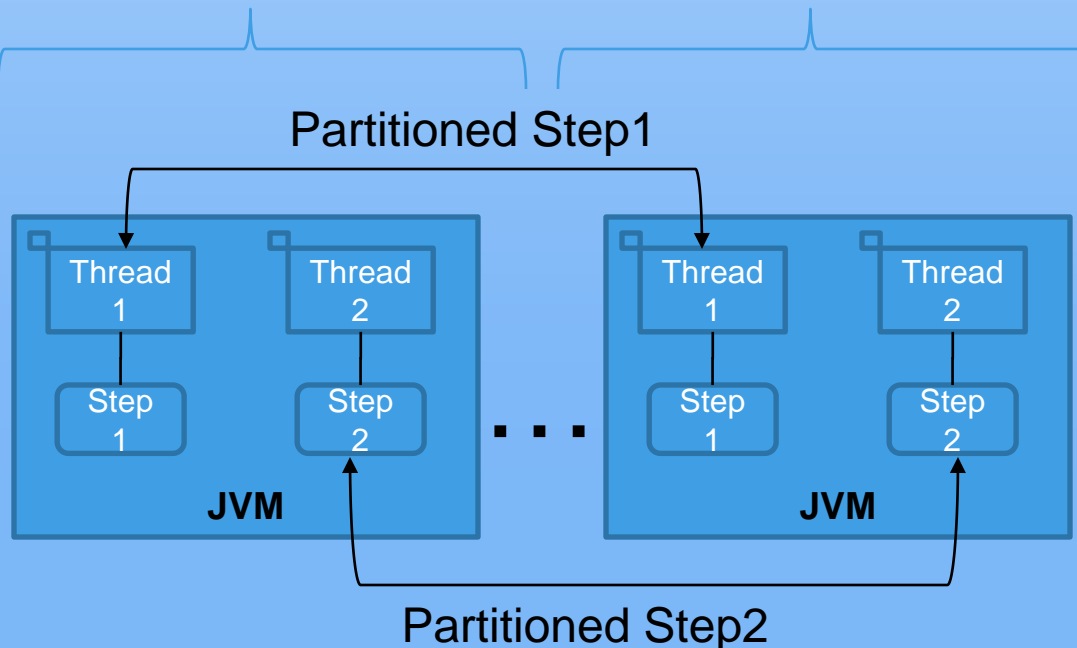 Partitioned Step1
Thread
1
Thread
2
Step
1
Step
2
JVM
. . .
Thread
1
Thread
2
Step
1
Step
2
JVM
Partitioned Step2